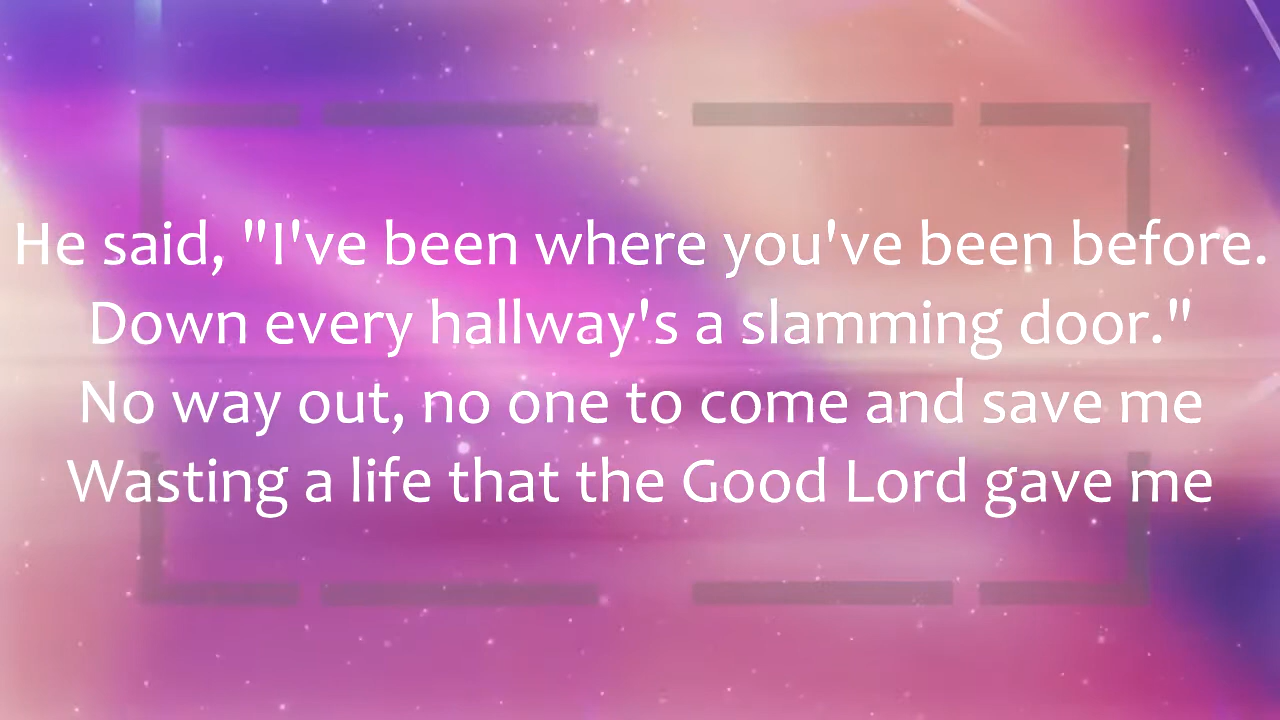 He said, "I've been where you've been before.
Down every hallway's a slamming door."
No way out, no one to come and save me
Wasting a life that the Good Lord gave me